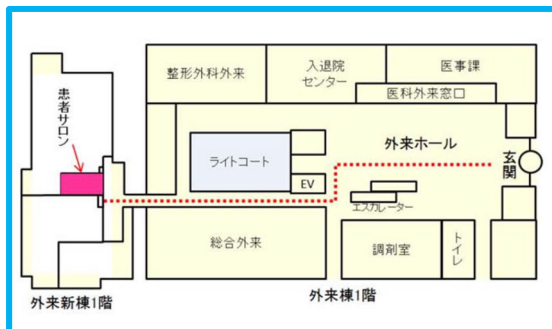 整形外科外来
入退院
センター
医事課
医科外来窓口
患者サロン
ライトコート
外来ホール
玄関
EV
エスカレーター
総合外来
調剤室
トイレ
外来新棟1階
外来棟1階